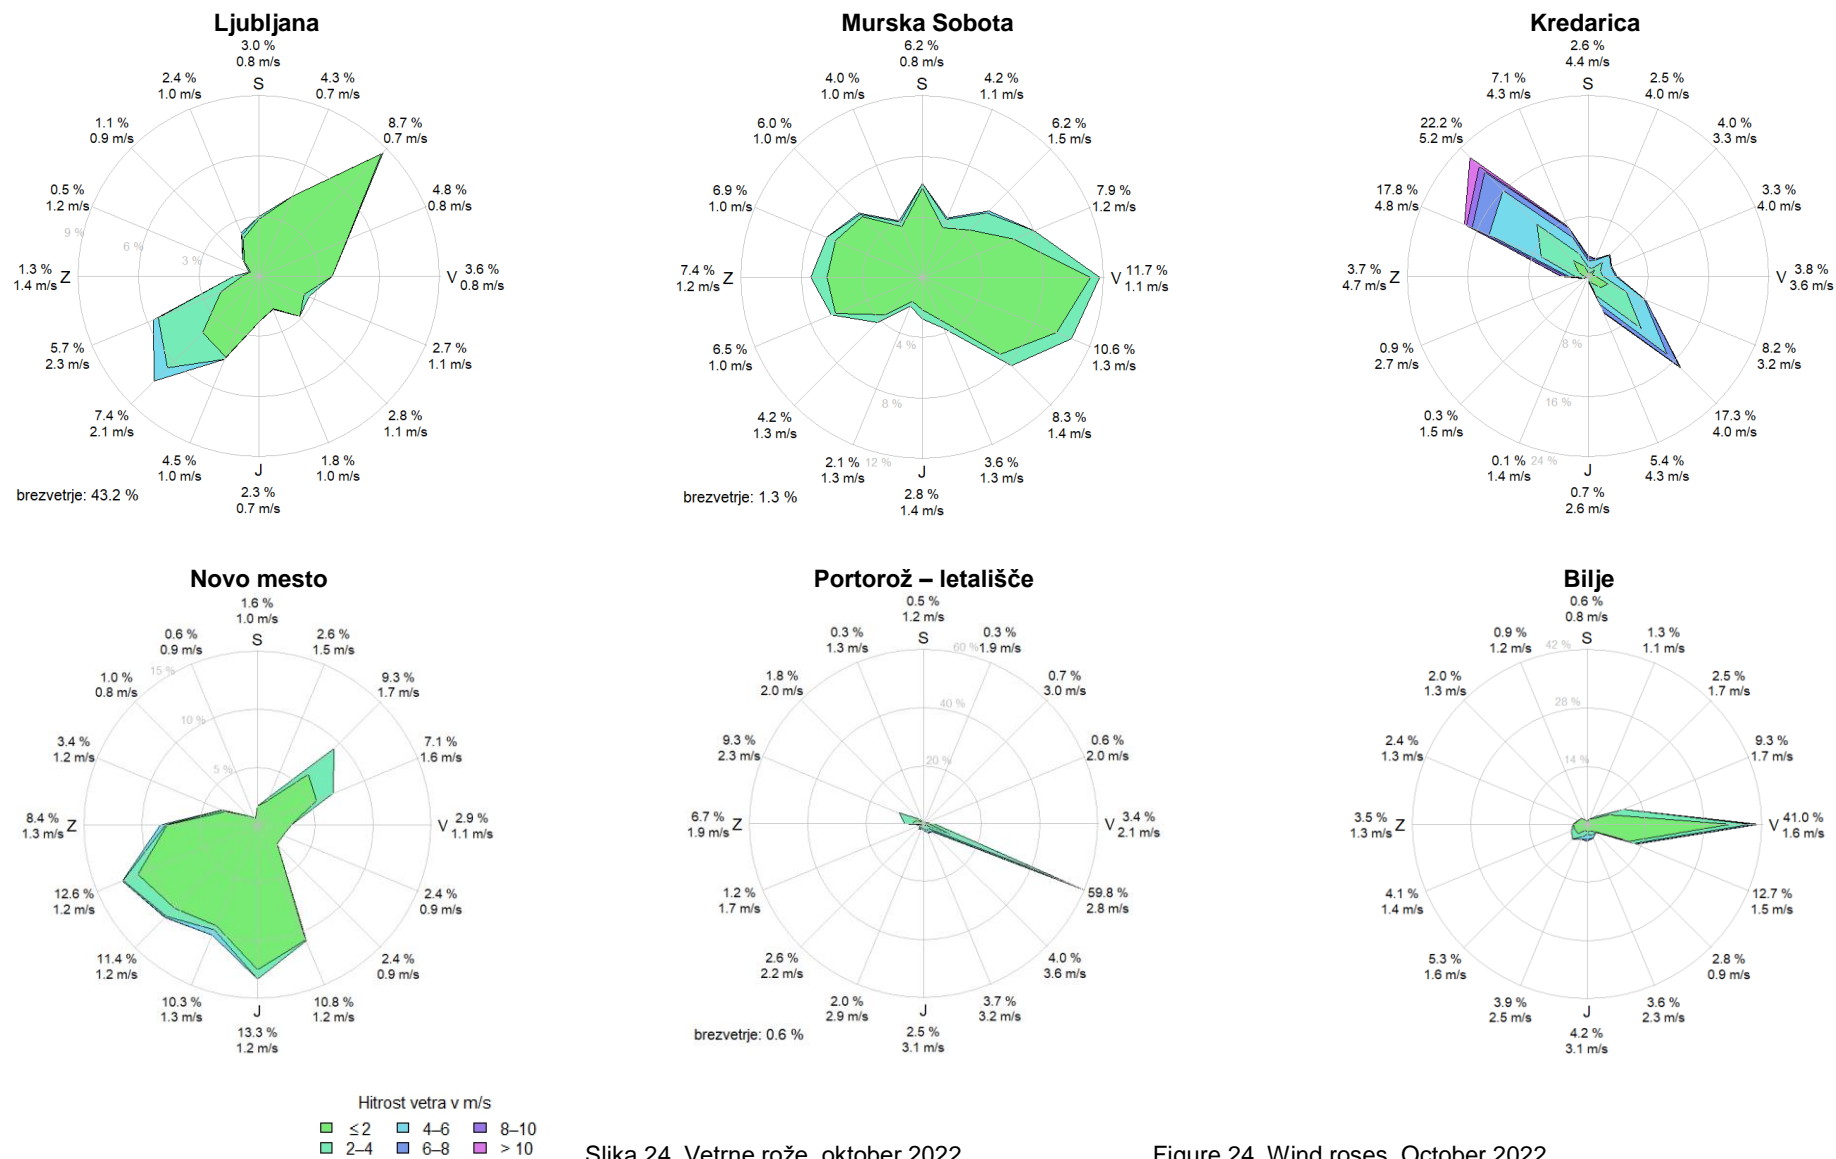 Ljubljana
3.0 %
0.8 m/s
S
4.3 %
0.7 m/s
8.7 %
0.7 m/s
4.8 %
0.8 m/s
V
3.6 %
0.8 m/s
2.7 %
1.1 m/s
2.8 %
1.1 m/s
1.8 %
1.0 m/s
J
2.3 %
0.7 m/s
4.5 %
1.0 m/s
7.4 %
2.1 m/s
5.7 %
2.3 m/s
1.3 %
1.4 m/s
Z
0.5 %
1.2 m/s
1.1 %
0.9 m/s
2.4 %
1.0 m/s
9 %
6 %
3 %
brezvetrje: 43.2 %
Murska Sobota
6.2 %
0.8 m/s
S
4.2 %
1.1 m/s
6.2 %
1.5 m/s
7.9 %
1.2 m/s
V
11.7 %
1.1 m/s
10.6 %
1.3 m/s
8.3 %
1.4 m/s
3.6 %
1.3 m/s
J
2.8 %
1.4 m/s
2.1 %
1.3 m/s
4.2 %
1.3 m/s
6.5 %
1.0 m/s
7.4 %
1.2 m/s
Z
6.9 %
1.0 m/s
6.0 %
1.0 m/s
4.0 %
1.0 m/s
4 %
8 %
12 %
brezvetrje: 1.3 %
Kredarica
2.6 %
4.4 m/s
S
2.5 %
4.0 m/s
4.0 %
3.3 m/s
3.3 %
4.0 m/s
V
3.8 %
3.6 m/s
8.2 %
3.2 m/s
17.3 %
4.0 m/s
5.4 %
4.3 m/s
J
0.7 %
2.6 m/s
0.1 %
1.4 m/s
0.3 %
1.5 m/s
0.9 %
2.7 m/s
3.7 %
4.7 m/s
Z
17.8 %
4.8 m/s
22.2 %
5.2 m/s
7.1 %
4.3 m/s
8 %
16 %
24 %
Novo mesto
1.6 %
1.0 m/s
S
2.6 %
1.5 m/s
9.3 %
1.7 m/s
7.1 %
1.6 m/s
V
2.9 %
1.1 m/s
2.4 %
0.9 m/s
2.4 %
0.9 m/s
10.8 %
1.2 m/s
J
13.3 %
1.2 m/s
10.3 %
1.3 m/s
11.4 %
1.2 m/s
12.6 %
1.2 m/s
8.4 %
1.3 m/s
Z
3.4 %
1.2 m/s
1.0 %
0.8 m/s
0.6 %
0.9 m/s
15 %
10 %
5 %
Portorož – letališče
0.5 %
1.2 m/s
S
0.3 %
1.9 m/s
0.7 %
3.0 m/s
0.6 %
2.0 m/s
V
3.4 %
2.1 m/s
59.8 %
2.8 m/s
4.0 %
3.6 m/s
3.7 %
3.2 m/s
J
2.5 %
3.1 m/s
2.0 %
2.9 m/s
2.6 %
2.2 m/s
1.2 %
1.7 m/s
6.7 %
1.9 m/s
Z
9.3 %
2.3 m/s
1.8 %
2.0 m/s
0.3 %
1.3 m/s
60 %
40 %
20 %
brezvetrje: 0.6 %
Bilje
0.6 %
0.8 m/s
S
1.3 %
1.1 m/s
2.5 %
1.7 m/s
9.3 %
1.7 m/s
V
41.0 %
1.6 m/s
12.7 %
1.5 m/s
2.8 %
0.9 m/s
3.6 %
2.3 m/s
J
4.2 %
3.1 m/s
3.9 %
2.5 m/s
5.3 %
1.6 m/s
4.1 %
1.4 m/s
3.5 %
1.3 m/s
Z
2.4 %
1.3 m/s
2.0 %
1.3 m/s
0.9 %
1.2 m/s
42 %
28 %
14 %
Hitrost vetra v m/s
≤2 4–6 8–10
2–4 6–8 > 10
Slika 24. Vetrne rože, oktober 2022
Figure 24. Wind roses, October 2022